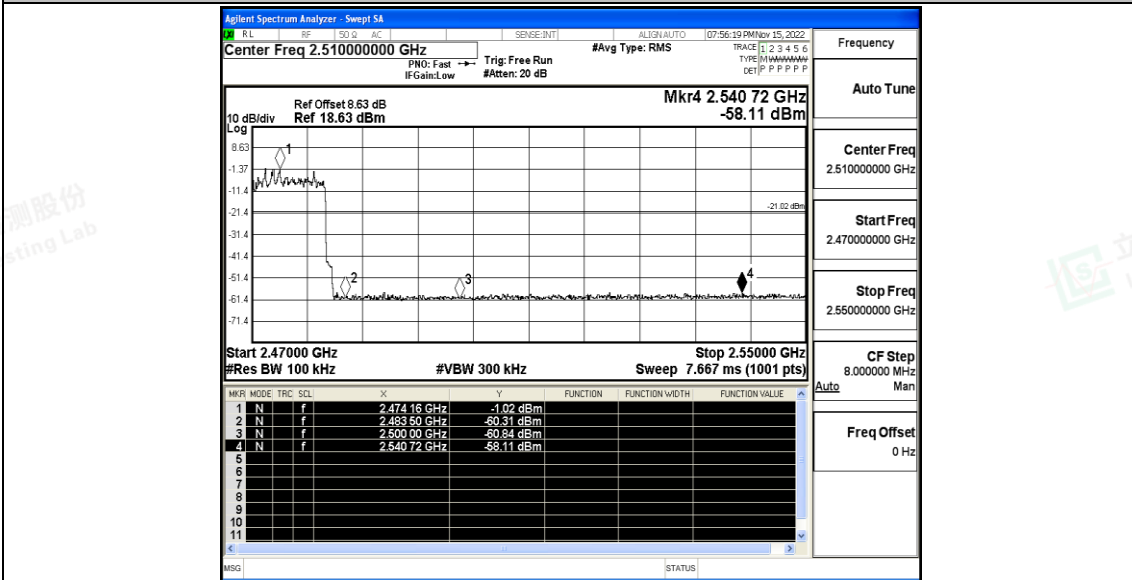 Agilent Spectrum Analyzer - Swept SA
RL RF 50 Ω AC SENSE:INT ALIGNAUTO 07:56:19 PM Nov 15, 2022
Center Freq 2.510000000 GHz
PNO: Fast
IFGain:Low
Trig: Free Run
#Atten: 20 dB
#Avg Type: RMS
TRACE 1 2 3 4 5 6
TYPE M W W W W W
DET P P P P P P
Frequency
Ref Offset 8.63 dB
10 dB/div Ref 18.63 dBm
Log
Mkr4 2.540 72 GHz
-58.11 dBm
8.63
-1.37
-11.4
-21.4
-31.4
-41.4
-51.4
-61.4
-71.4
1
2
3
4
-21.02 dBm
Start 2.47000 GHz Stop 2.55000 GHz
#Res BW 100 kHz #VBW 300 kHz Sweep 7.667 ms (1001 pts)
MKR MODE TRC SCL X Y FUNCTION FUNCTION WIDTH FUNCTION VALUE
1 N f 2.474 16 GHz -1.02 dBm
2 N f 2.483 50 GHz -60.31 dBm
3 N f 2.500 00 GHz -60.84 dBm
4 N f 2.540 72 GHz -58.11 dBm
5
6
7
8
9
10
11
MSG STATUS
Auto Tune
Center Freq
2.510000000 GHz
Start Freq
2.470000000 GHz
Stop Freq
2.550000000 GHz
CF Step
8.000000 MHz
Auto Man
Freq Offset
0 Hz
测股份
sting Lab
LCS